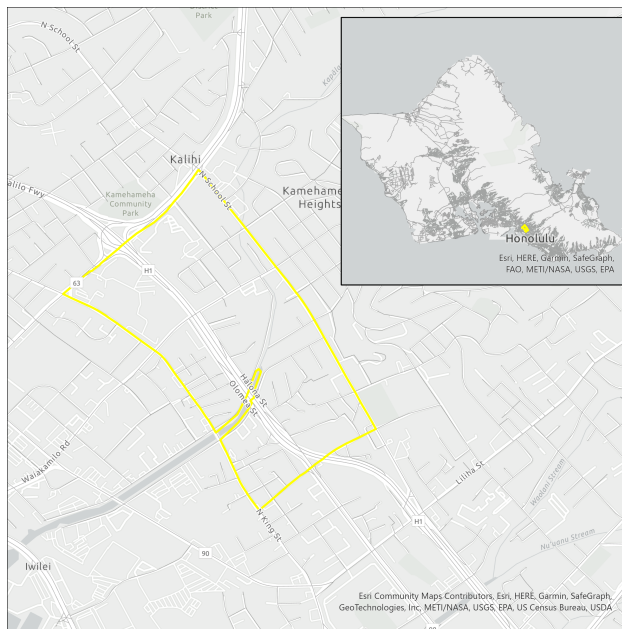 Park
N School St
Kalihi
N School St
Kamehame
Heights
Kamehameha
Community
Park
alilo Fwy
H1
63
Halona St
Olomea St
Waiakamilo Rd
Liliha St
Waolani Stream
N King St
H1
Nu'uanu Stream
90
Iwilei
Honolulu
Esri, HERE, Garmin, SafeGraph,
FAO, METI/NASA, USGS, EPA
Esri Community Maps Contributors, Esri, HERE, Garmin, SafeGraph,
GeoTechnologies, Inc, METI/NASA, USGS, EPA, US Census Bureau, USDA